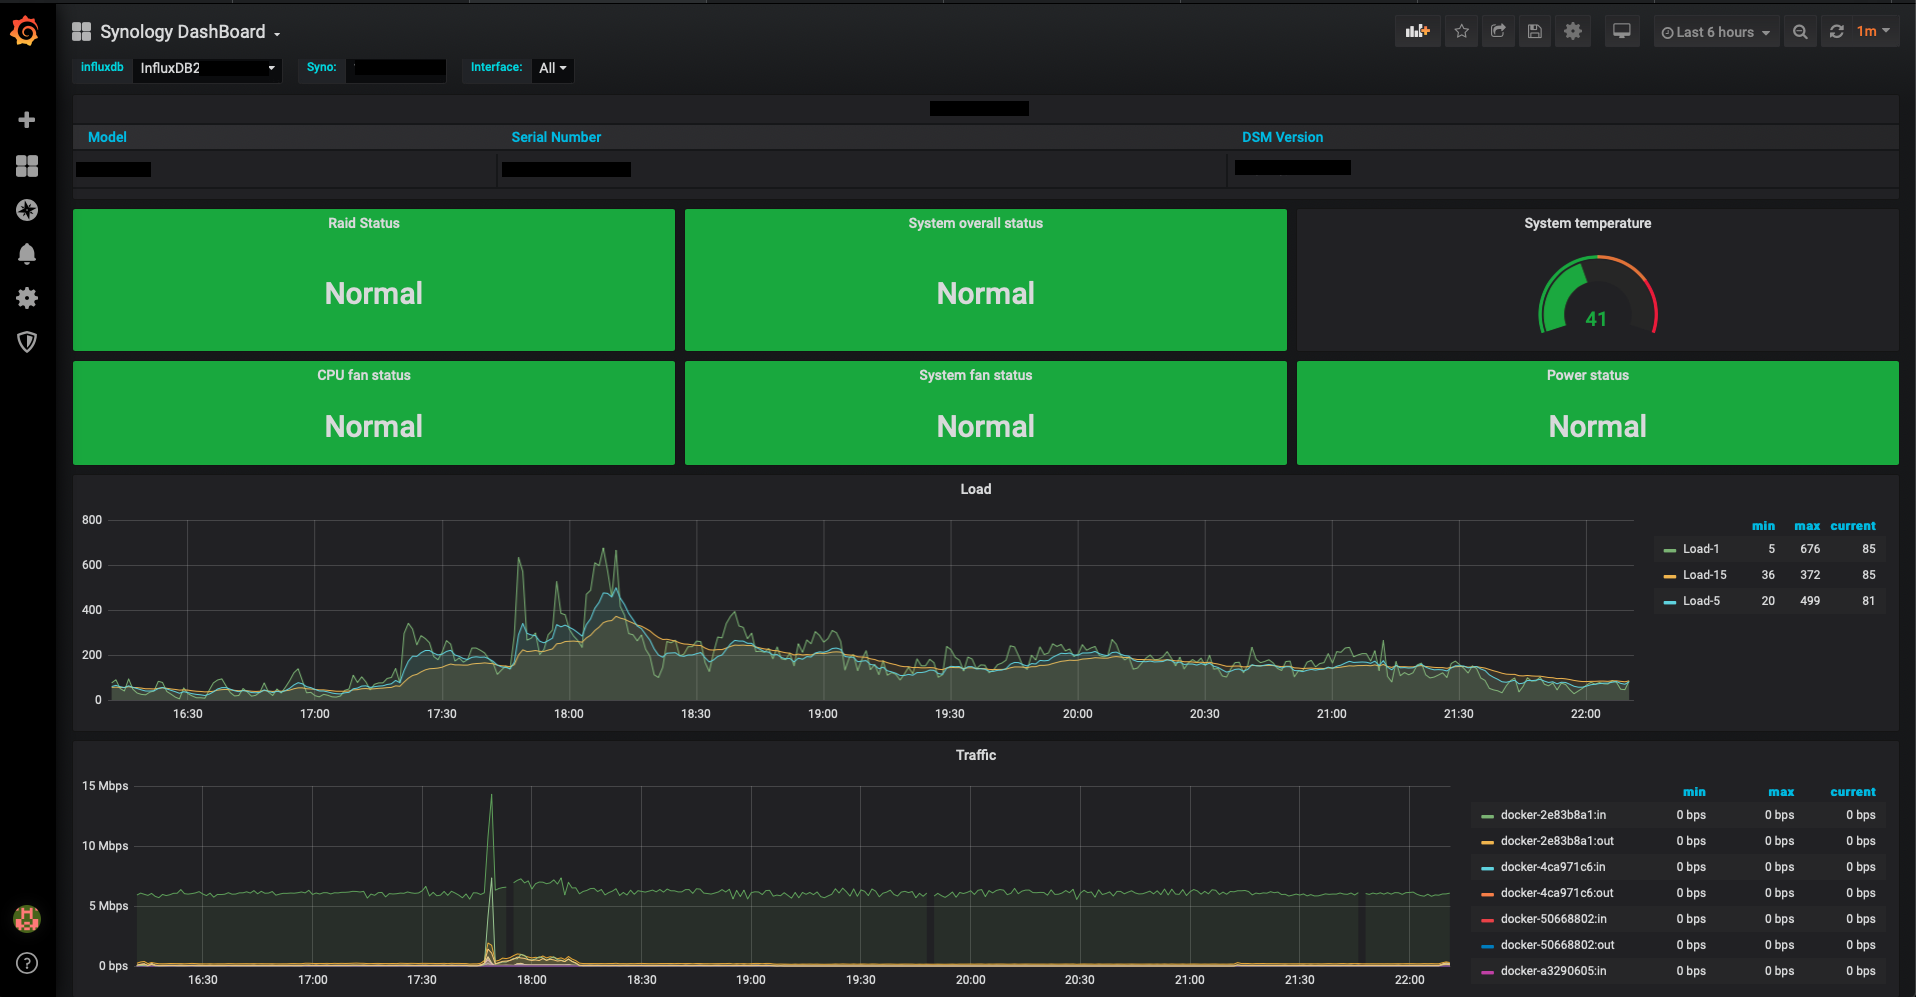 Synology DashBoard
Last 6 hours
1m
influxdb InfluxDB2 Syno: Interface: All
Model Serial Number DSM Version
Raid Status
Normal
System overall status
Normal
System temperature
41
CPU fan status
Normal
System fan status
Normal
Power status
Normal
Load
800
600
400
200
0
16:30 17:00 17:30 18:00 18:30 19:00 19:30 20:00 20:30 21:00 21:30 22:00
min max current
Load-1 5 676 85
Load-15 36 372 85
Load-5 20 499 81
Traffic
15 Mbps
10 Mbps
5 Mbps
0 bps
16:30 17:00 17:30 18:00 18:30 19:00 19:30 20:00 20:30 21:00 21:30 22:00
min max current
docker-2e83b8a1:in 0 bps 0 bps 0 bps
docker-2e83b8a1:out 0 bps 0 bps 0 bps
docker-4ca971c6:in 0 bps 0 bps 0 bps
docker-4ca971c6:out 0 bps 0 bps 0 bps
docker-50668802:in 0 bps 0 bps 0 bps
docker-50668802:out 0 bps 0 bps 0 bps
docker-a3290605:in 0 bps 0 bps 0 bps